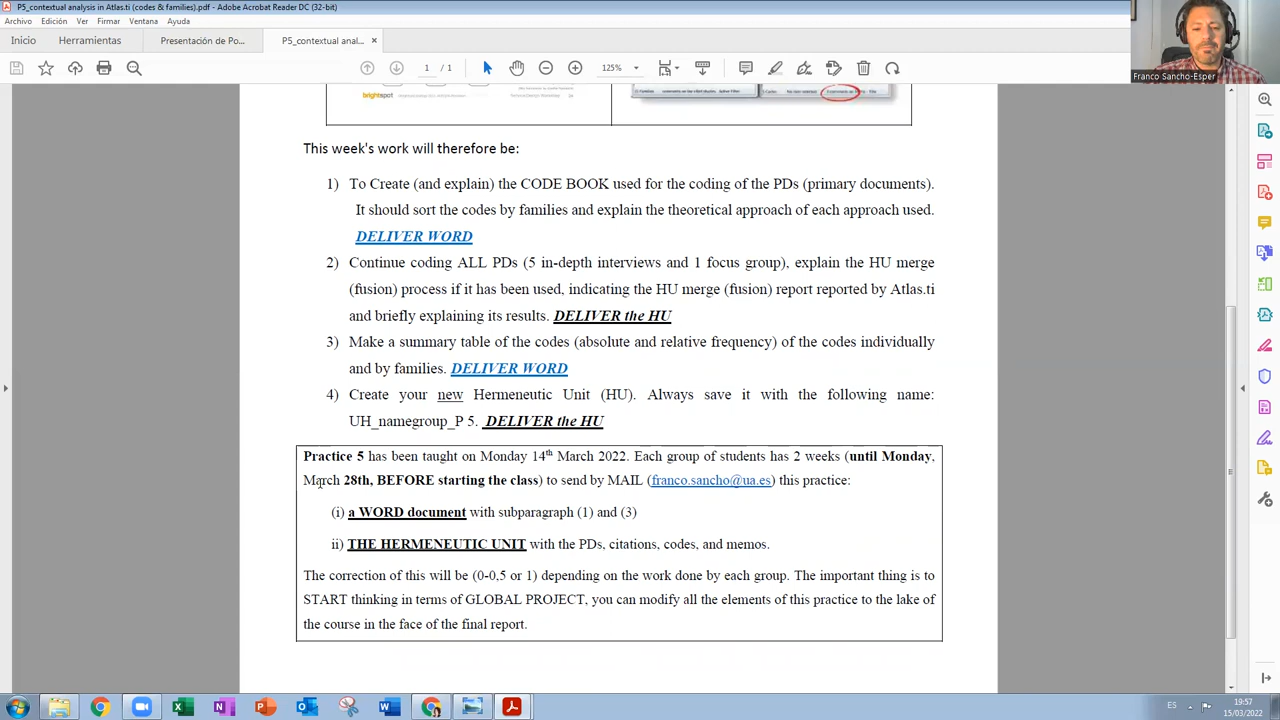 P5_contextual analysis in Atlas.ti (codes & families).pdf - Adobe Acrobat Reader DC (32-bit)
Archivo Edición Ver Firmar Ventana Ayuda
Inicio Herramientas Presentación de Po... P5_contextual anal... ×
1 / 1 125%
Franco Sancho-Esper
brightspot
This week's work will therefore be:
1) To Create (and explain) the CODE BOOK used for the coding of the PDs (primary documents).
It should sort the codes by families and explain the theoretical approach of each approach used.
DELIVER WORD
2) Continue coding ALL PDs (5 in-depth interviews and 1 focus group), explain the HU merge
(fusion) process if it has been used, indicating the HU merge (fusion) report reported by Atlas.ti
and briefly explaining its results. DELIVER the HU
3) Make a summary table of the codes (absolute and relative frequency) of the codes individually
and by families. DELIVER WORD
4) Create your new Hermeneutic Unit (HU). Always save it with the following name:
UH_namegroup_P 5. DELIVER the HU
Practice 5 has been taught on Monday 14th March 2022. Each group of students has 2 weeks (until Monday,
March 28th, BEFORE starting the class) to send by MAIL (franco.sancho@ua.es) this practice:
(i) a WORD document with subparagraph (1) and (3)
ii) THE HERMENEUTIC UNIT with the PDs, citations, codes, and memos.
The correction of this will be (0-0,5 or 1) depending on the work done by each group. The important thing is to
START thinking in terms of GLOBAL PROJECT, you can modify all the elements of this practice to the lake of
the course in the face of the final report.
ES
19:57
15/03/2022